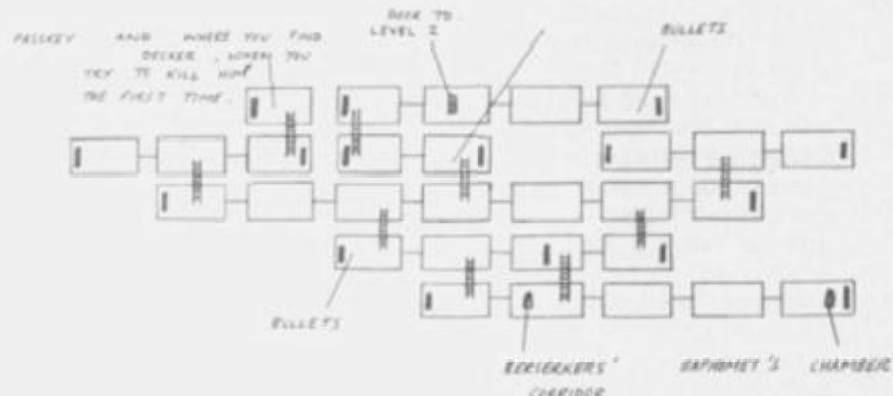 PASSKEY AND WHERE YOU FIND
DECKER, WHEN YOU
TRY TO KILL HIM
THE FIRST TIME.
DOOR TO
LEVEL 2
BULLETS
BULLETS
BERSERKERS'
CORRIDOR
BAPHOMET'S CHAMBER